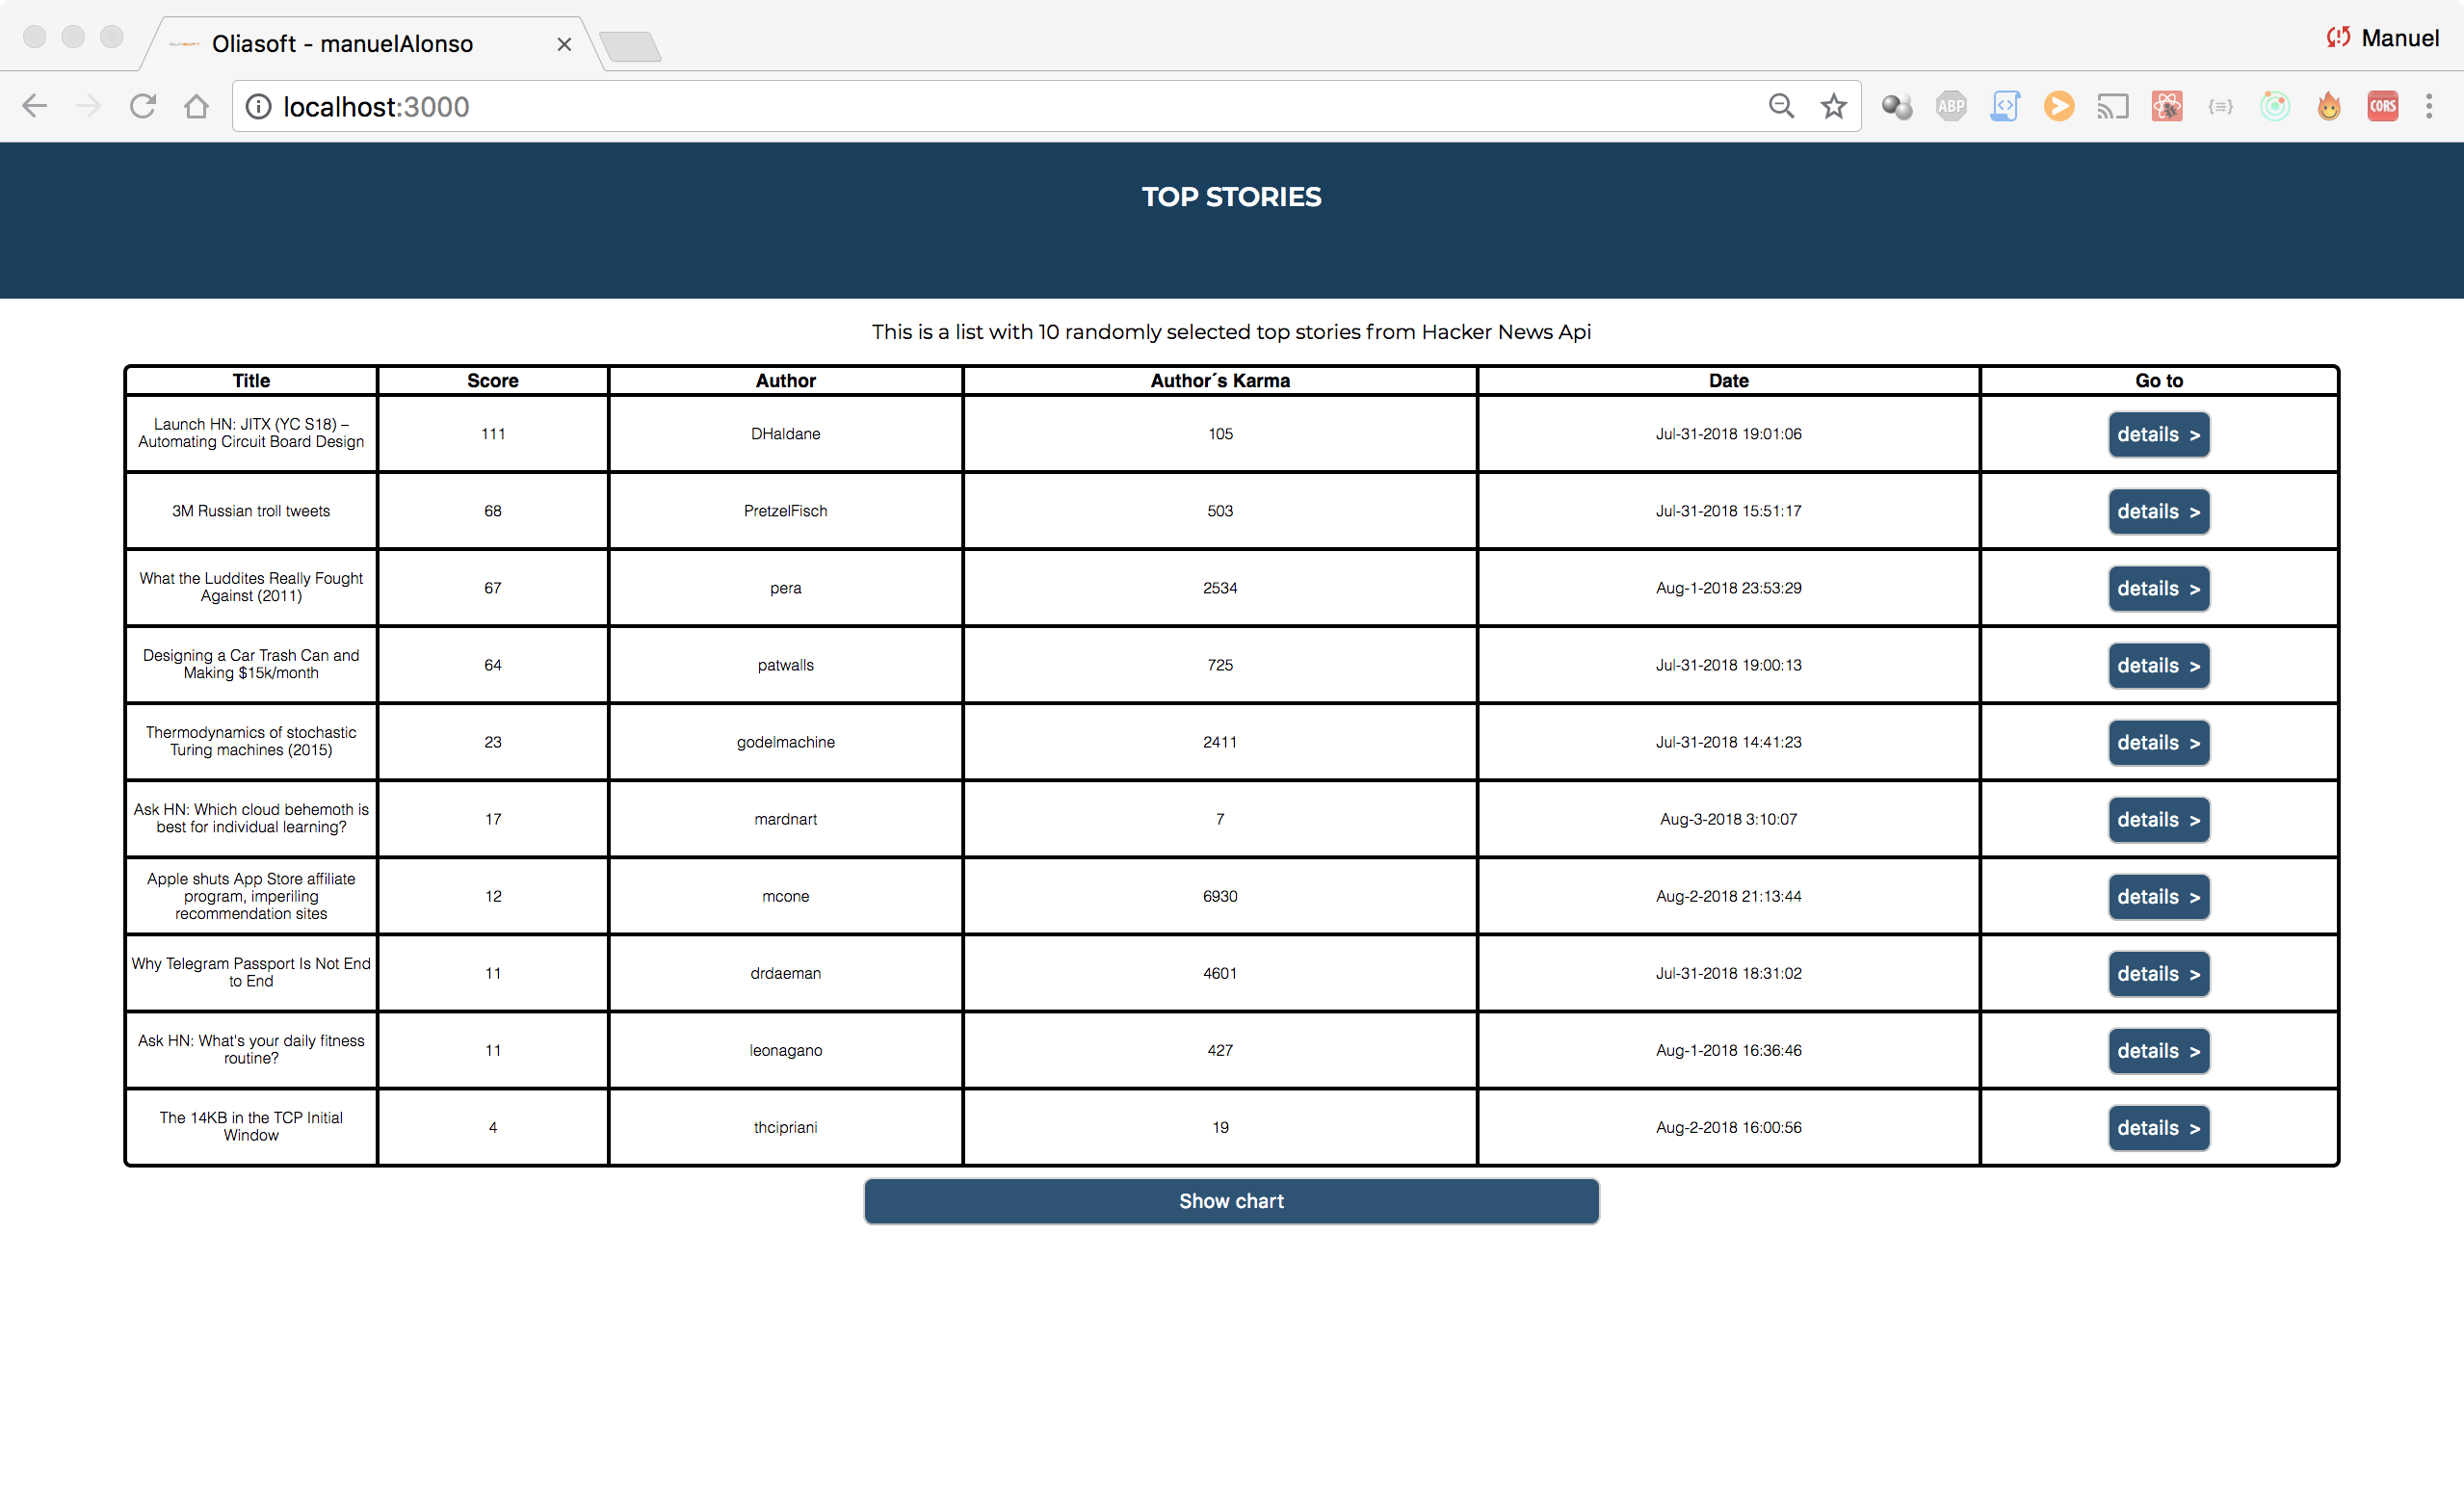 Oliasoft - manuelAlonso
Manuel
localhost:3000
ABP
CORS
TOP STORIES
This is a list with 10 randomly selected top stories from Hacker News Api
Title Score Author Author´s Karma Date Go to
Launch HN: JITX (YC S18) –
Automating Circuit Board Design
111 DHaldane 105 Jul-31-2018 19:01:06 details >
3M Russian troll tweets 68 PretzelFisch 503 Jul-31-2018 15:51:17 details >
What the Luddites Really Fought
Against (2011)
67 pera 2534 Aug-1-2018 23:53:29 details >
Designing a Car Trash Can and
Making $15k/month
64 patwalls 725 Jul-31-2018 19:00:13 details >
Thermodynamics of stochastic
Turing machines (2015)
23 godelmachine 2411 Jul-31-2018 14:41:23 details >
Ask HN: Which cloud behemoth is
best for individual learning?
17 mardnart 7 Aug-3-2018 3:10:07 details >
Apple shuts App Store affiliate
program, imperiling
recommendation sites
12 mcone 6930 Aug-2-2018 21:13:44 details >
Why Telegram Passport Is Not End
to End
11 drdaeman 4601 Jul-31-2018 18:31:02 details >
Ask HN: What's your daily fitness
routine?
11 leonagano 427 Aug-1-2018 16:36:46 details >
The 14KB in the TCP Initial
Window
4 thcipriani 19 Aug-2-2018 16:00:56 details >
Show chart